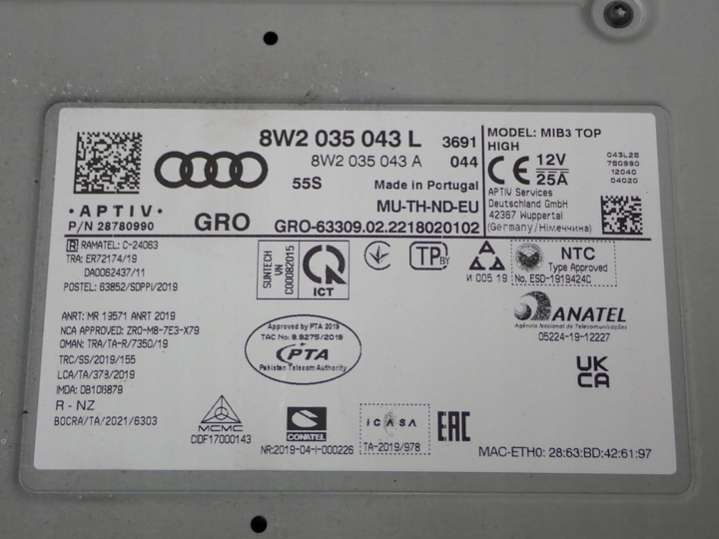 8W2 035 043 L 3691
8W2 035 043 A 044
55S Made in Portugal
MU-TH-ND-EU
·APTIV·
P/N 28780990
GRO GRO-63309.02.2218020102
MODEL: MIB3 TOP
HIGH
CE 12V
25A
APTIV Services
Deutschland GmbH
42367 Wuppertal
(Germany/Німеччина)
043L25
780990
12040
04020
R RAMATEL: C-24063
TRA: ER72174/19
DA0062437/11
POSTEL: 63852/SDPPI/2019
SUNTECH
VN
C00082015
ICT
TP BY
И 005 19
NTC
Type Approved
No. ESD-1919424C
ANRT: MR 19571 ANRT 2019
NCA APPROVED: ZRO-M8-7E3-X79
OMAN: TRA/TA-R/7350/19
TRC/SS/2019/155
LCA/TA/378/2019
IMDA: DB106879
R-NZ
BOCRA/TA/2021/6303
Approved by PTA 2019
TAC No: 9.9275/2019
PTA
Pakistan Telecom Authority
ANATEL
Agência Nacional de Telecomunicações
05224-19-12227
UK
CA
MCMC
CIDF17000143
CONATEL
NR:2019-04-I-000226
ICASA
TA-2019/978
EAC
MAC-ETH0: 28:63:BD:42:61:97